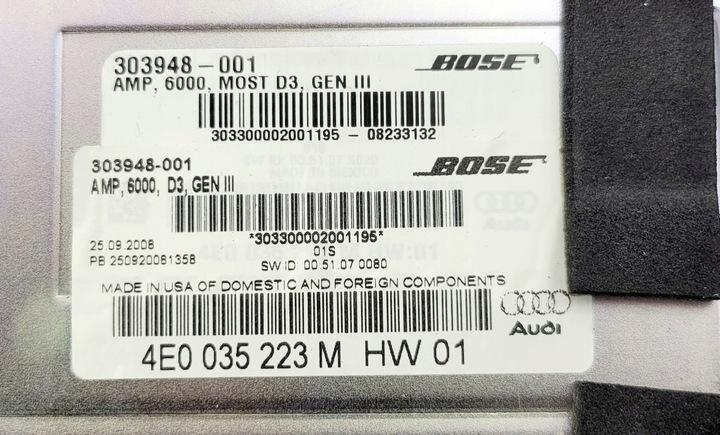 303948-001 BOSE
AMP, 6000, MOST D3, GEN III
303300002001195 - 08233132
303948-001 BOSE
AMP, 6000, D3, GEN III
*303300002001195*
25.09.2008 01S
PB 250920081358 SW ID: 00.51.07 0080
MADE IN USA OF DOMESTIC AND FOREIGN COMPONENTS
Audi
4E0 035 223 M HW 01